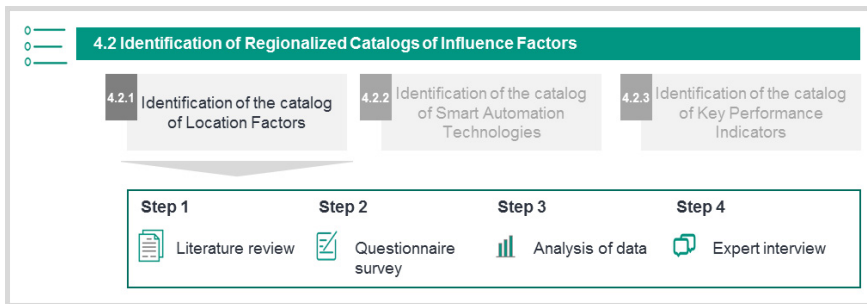 4.2 Identification of Regionalized Catalogs of Influence Factors
4.2.1
Identification of the catalog
of Location Factors
4.2.2
Identification of the catalog
of Smart Automation
Technologies
4.2.3
Identification of the catalog
of Key Performance
Indicators
Step 1
Literature review
Step 2
Questionnaire
survey
Step 3
Analysis of data
Step 4
Expert interview